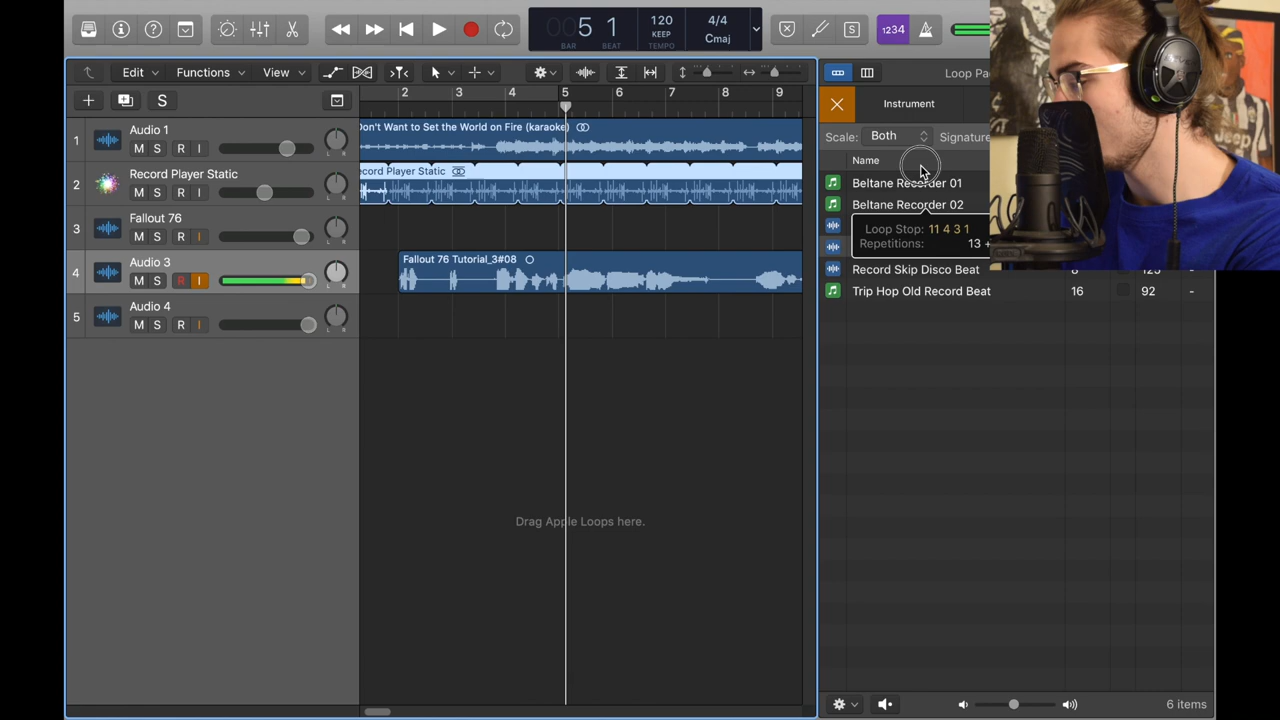 5 1
BAR BEAT
120
KEEP
TEMPO
4/4
Cmaj
1234
Edit
Functions
View
Loop Pa
S
2 3 4 5 6 7 8 9
Instrument
Scale: Both
Signature
Name
1
Audio 1
M S R I
L R
Don't Want to Set the World on Fire (karaoke)
2
Record Player Static
M S R I
L R
ecord Player Static
3
Fallout 76
M S R I
L R
4
Audio 3
M S R I
L R
Fallout 76 Tutorial_3#08
5
Audio 4
M S R I
L R
Beltane Recorder 01
Beltane Recorder 02
Loop Stop: 11 4 3 1
Repetitions: 13 +
Record Skip Disco Beat
Trip Hop Old Record Beat 16 92 -
Drag Apple Loops here.
6 items